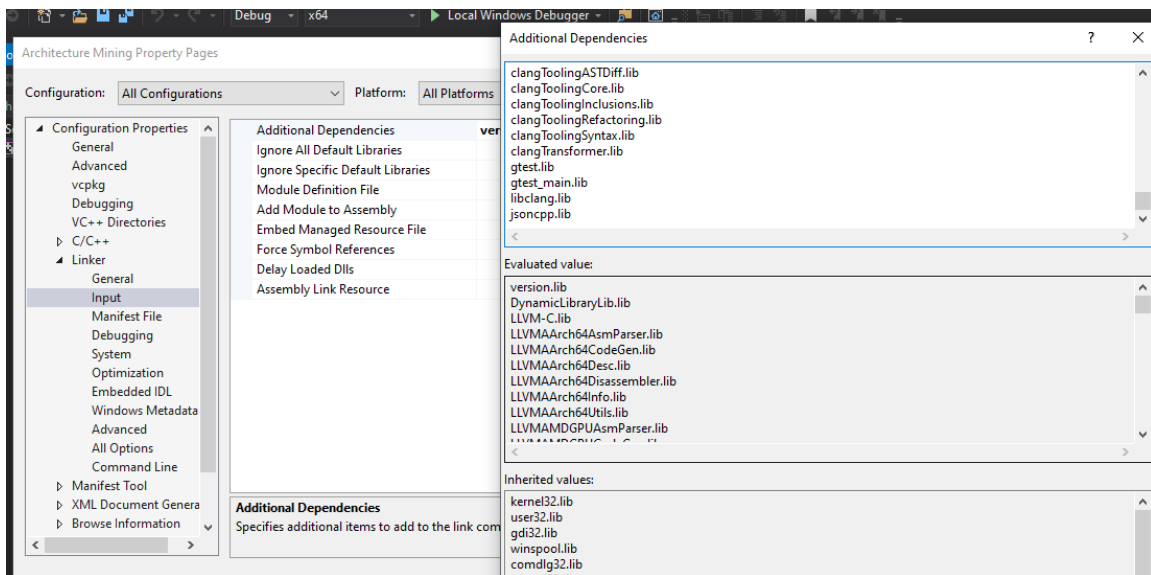 Debug x64 Local Windows Debugger
Architecture Mining Property Pages
Configuration: All Configurations Platform: All Platforms
Configuration Properties
General
Advanced
vcpkg
Debugging
VC++ Directories
C/C++
Linker
General
Input
Manifest File
Debugging
System
Optimization
Embedded IDL
Windows Metadata
Advanced
All Options
Command Line
Manifest Tool
XML Document Genera
Browse Information
Additional Dependencies ver
Ignore All Default Libraries
Ignore Specific Default Libraries
Module Definition File
Add Module to Assembly
Embed Managed Resource File
Force Symbol References
Delay Loaded Dlls
Assembly Link Resource
Additional Dependencies
Specifies additional items to add to the link com
Additional Dependencies ?
clangToolingASTDiff.lib
clangToolingCore.lib
clangToolingInclusions.lib
clangToolingRefactoring.lib
clangToolingSyntax.lib
clangTransformer.lib
gtest.lib
gtest_main.lib
libclang.lib
jsoncpp.lib
Evaluated value:
version.lib
DynamicLibraryLib.lib
LLVM-C.lib
LLVMAArch64AsmParser.lib
LLVMAArch64CodeGen.lib
LLVMAArch64Desc.lib
LLVMAArch64Disassembler.lib
LLVMAArch64Info.lib
LLVMAArch64Utils.lib
LLVMAMDGPUAsmParser.lib
Inherited values:
kernel32.lib
user32.lib
gdi32.lib
winspool.lib
comdlg32.lib